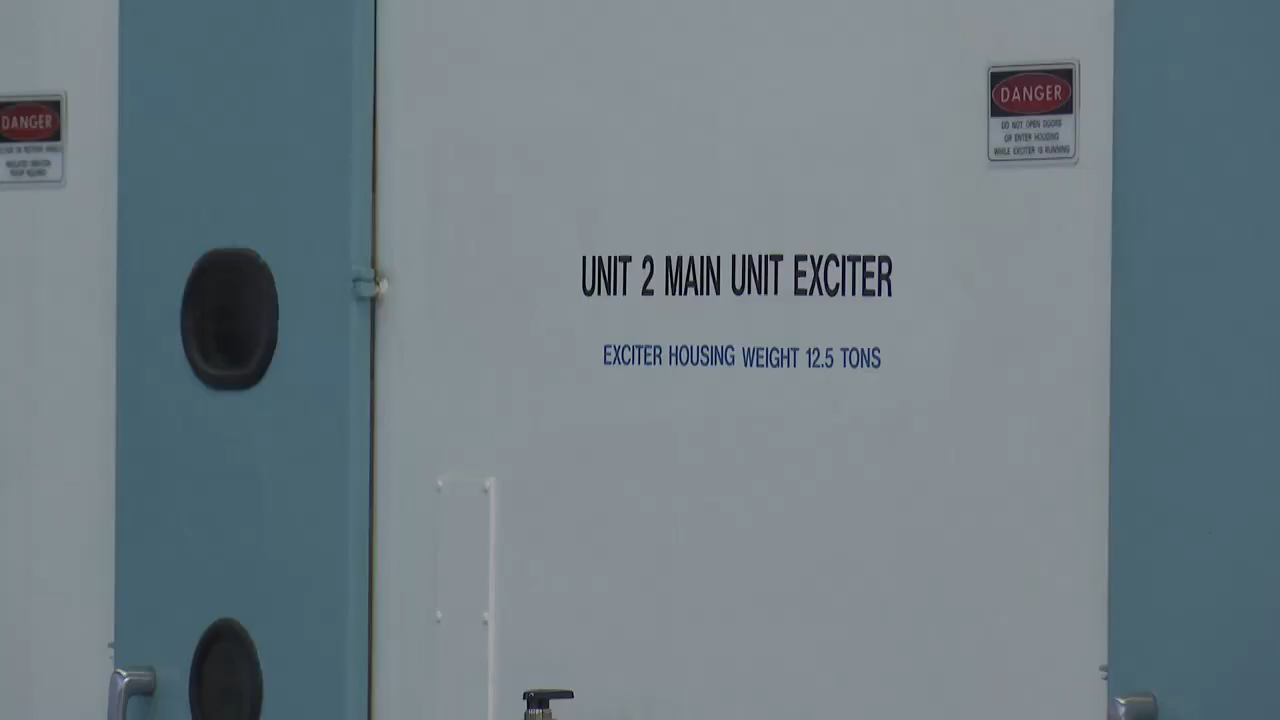 DANGER
DANGER
DO NOT OPEN DOORS
OR ENTER HOUSING
WHILE EXCITER IS RUNNING
UNIT 2 MAIN UNIT EXCITER
EXCITER HOUSING WEIGHT 12.5 TONS